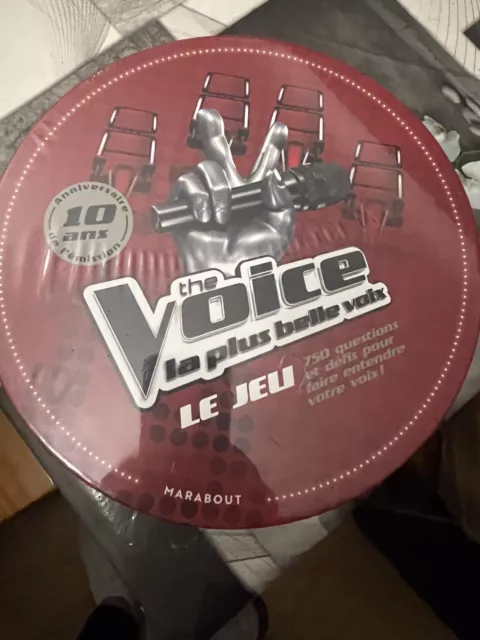 Anniversaire
10
ans
de l'émission
the
Voice
la plus belle voix
LE JEU
750 questions
et défis pour
faire entendre
votre voix !
MARABOUT